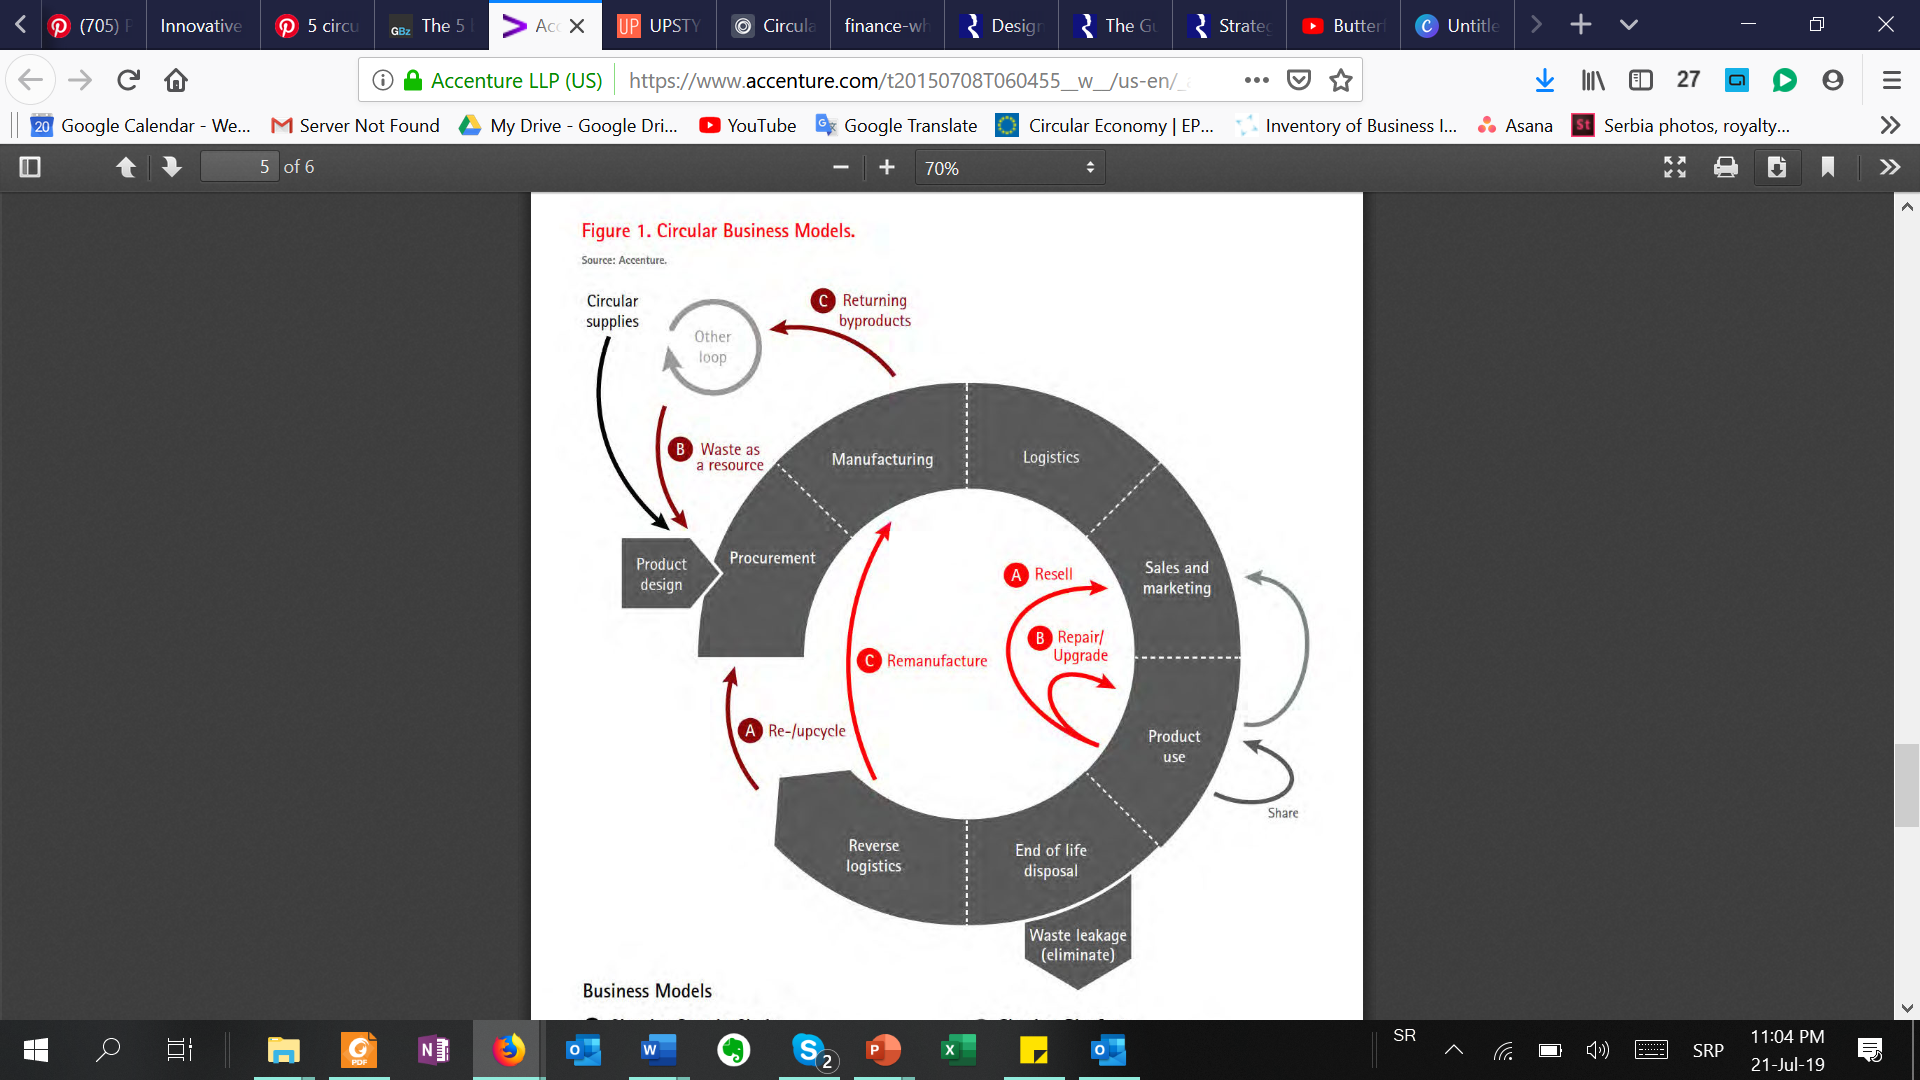 (705) P
Innovative
5 circu
The 5
Acc
UPSTY
Circula
finance-wh
Design
The Gu
Strate
Butter
Untitle
Accenture LLP (US)
https://www.accenture.com/t20150708T060455__w__/us-en/_
27
20
Google Calendar - We...
Server Not Found
My Drive - Google Dri...
YouTube
Google Translate
Circular Economy | EP...
Inventory of Business I...
Asana
St
Serbia photos, royalty...
5 of 6
70%
Figure 1. Circular Business Models.
Source: Accenture.
Circular
supplies
Other
loop
C Returning
byproducts
B Waste as
a resource
Manufacturing
Logistics
Product
design
Procurement
A Resell
Sales and
marketing
B Repair/
Upgrade
C Remanufacture
A Re-/upcycle
Product
use
Share
Reverse
logistics
End of life
disposal
Waste leakage
(eliminate)
Business Models
2
SR
SRP
11:04 PM
21-Jul-19